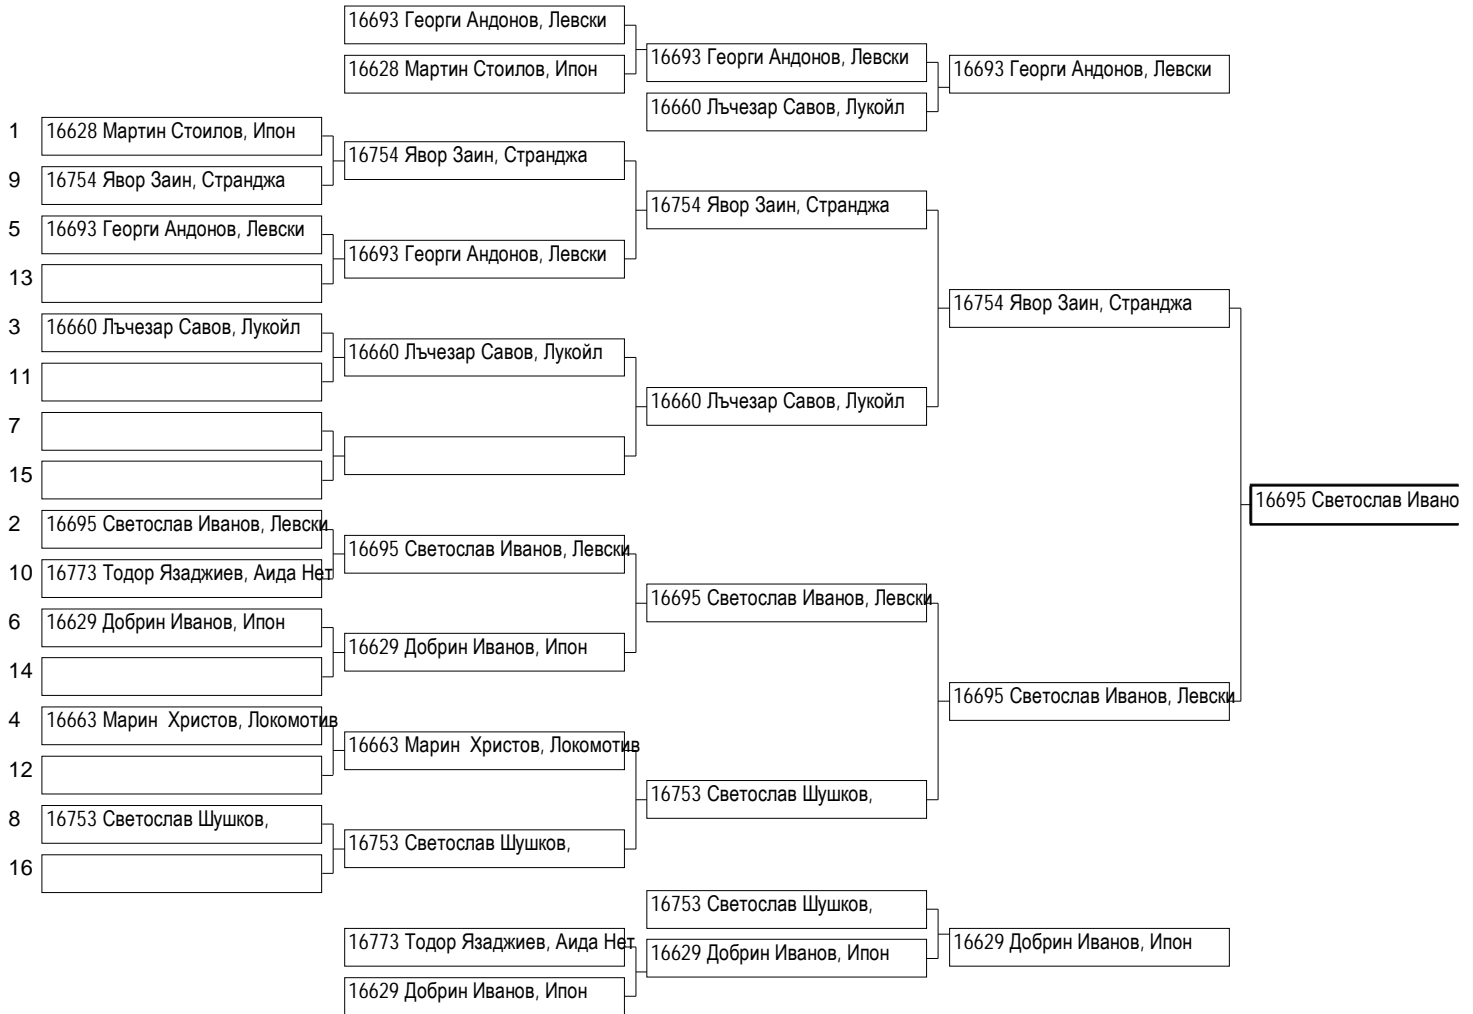 16693 Георги Андонов, Левски
16628 Мартин Стоилов, Ипон
16693 Георги Андонов, Левски
16660 Лъчезар Савов, Лукойл
16693 Георги Андонов, Левски
1 16628 Мартин Стоилов, Ипон
9 16754 Явор Заин, Странджа
5 16693 Георги Андонов, Левски
13
3 16660 Лъчезар Савов, Лукойл
11
7
15
2 16695 Светослав Иванов, Левски
10 16773 Тодор Язаджиев, Аида Нет
6 16629 Добрин Иванов, Ипон
14
4 16663 Марин  Христов, Локомотив
12
8 16753 Светослав Шушков,
16
16754 Явор Заин, Странджа
16693 Георги Андонов, Левски
16660 Лъчезар Савов, Лукойл
16695 Светослав Иванов, Левски
16629 Добрин Иванов, Ипон
16663 Марин  Христов, Локомотив
16753 Светослав Шушков,
16754 Явор Заин, Странджа
16660 Лъчезар Савов, Лукойл
16695 Светослав Иванов, Левски
16753 Светослав Шушков,
16754 Явор Заин, Странджа
16695 Светослав Иванов, Левски
16695 Светослав Ивано
16773 Тодор Язаджиев, Аида Нет
16629 Добрин Иванов, Ипон
16753 Светослав Шушков,
16629 Добрин Иванов, Ипон
16629 Добрин Иванов, Ипон